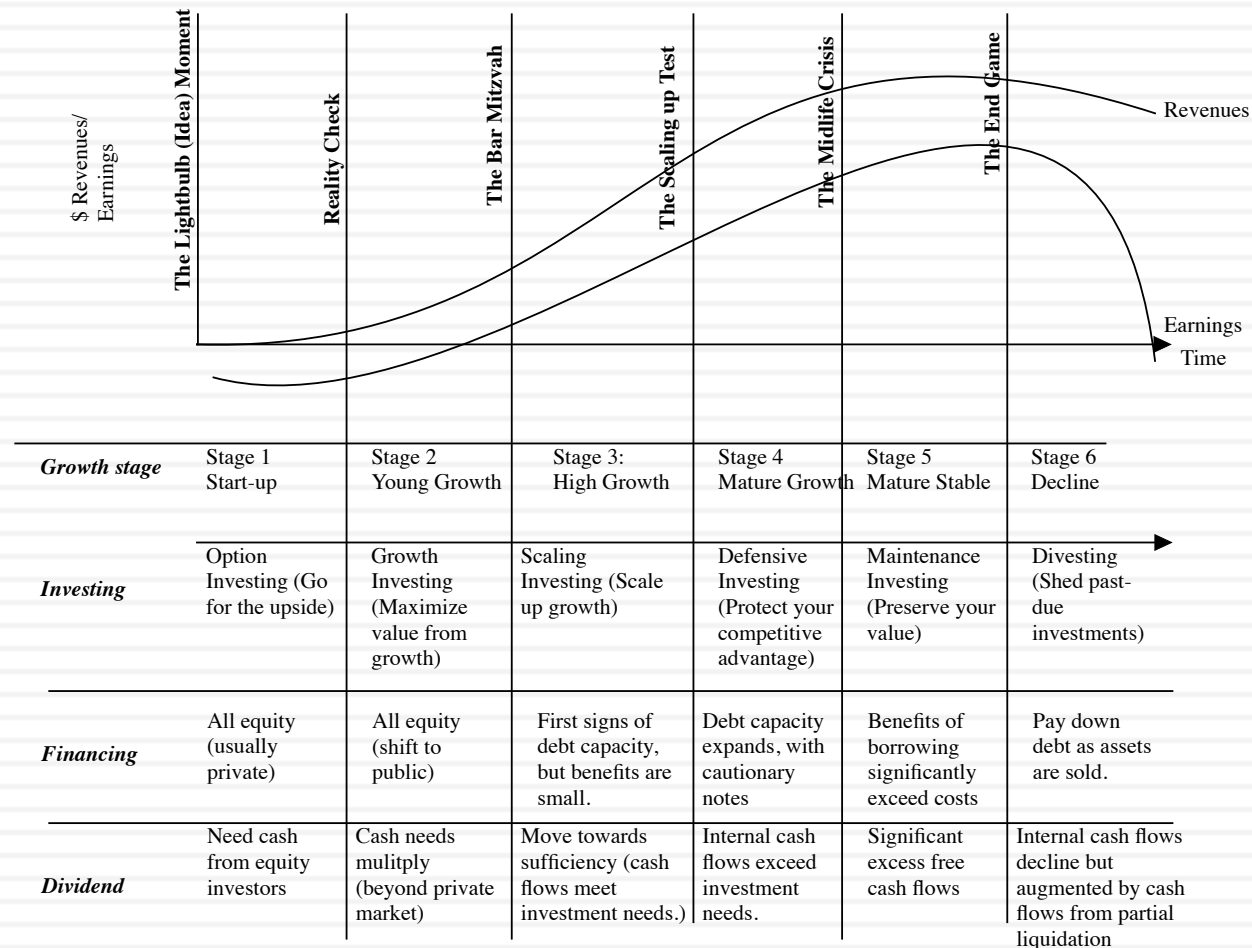 $ Revenues/
Earnings
The Lightbulb (Idea) Moment
Reality Check
The Bar Mitzvah
The Scaling up Test
The Midlife Crisis
The End Game
Revenues
Earnings
Time
Growth stage
Stage 1
Start-up
Stage 2
Young Growth
Stage 3:
High Growth
Stage 4
Mature Growth
Stage 5
Mature Stable
Stage 6
Decline
Investing
Option
Investing (Go
for the upside)
Growth
Investing
(Maximize
value from
growth)
Scaling
Investing (Scale
up growth)
Defensive
Investing
(Protect your
competitive
advantage)
Maintenance
Investing
(Preserve your
value)
Divesting
(Shed past-
due
investments)
Financing
All equity
(usually
private)
All equity
(shift to
public)
First signs of
debt capacity,
but benefits are
small.
Debt capacity
expands, with
cautionary
notes
Benefits of
borrowing
significantly
exceed costs
Pay down
debt as assets
are sold.
Dividend
Need cash
from equity
investors
Cash needs
mulitply
(beyond private
market)
Move towards
sufficiency (cash
flows meet
investment needs.)
Internal cash
flows exceed
investment
needs.
Significant
excess free
cash flows
Internal cash flows
decline but
augmented by cash
flows from partial
liquidation